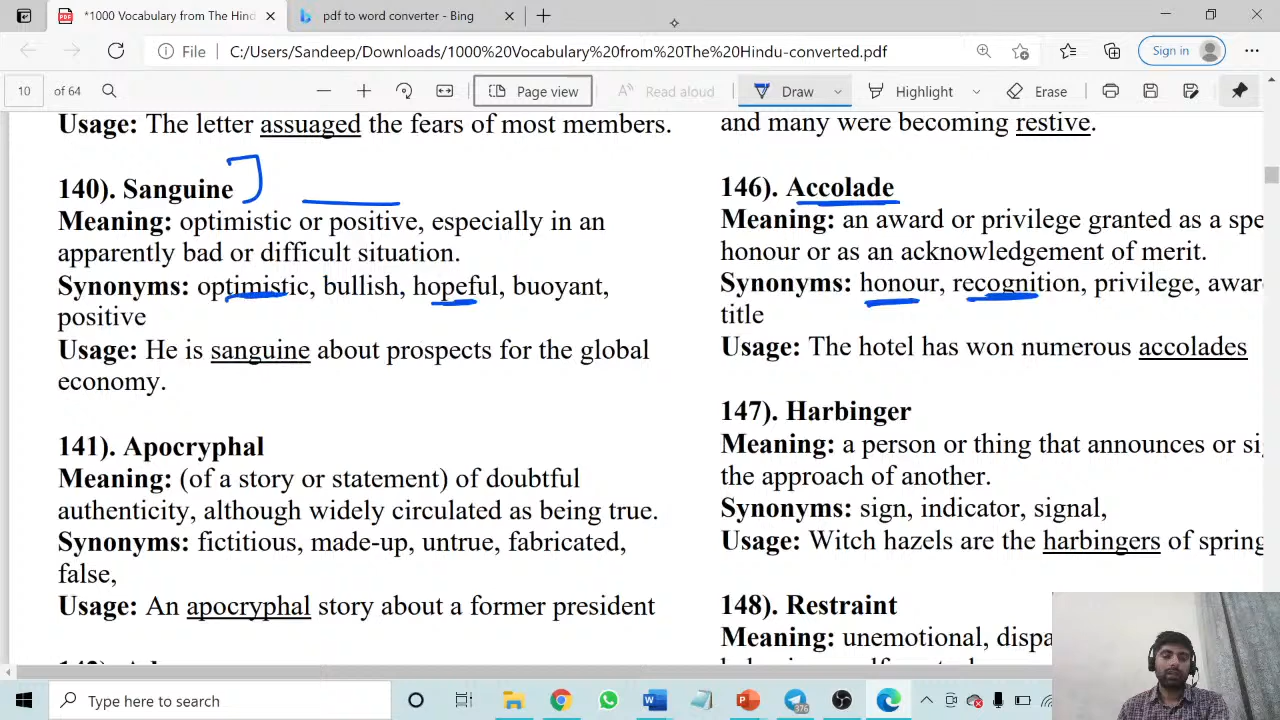 *1000 Vocabulary from The Hind
pdf to word converter - Bing
File
C:/Users/Sandeep/Downloads/1000%20Vocabulary%20from%20The%20Hindu-converted.pdf
Sign in
10 of 64
Page view
Read aloud
Draw
Highlight
Erase
Usage: The letter assuaged the fears of most members.
140). Sanguine
Meaning: optimistic or positive, especially in an
apparently bad or difficult situation.
Synonyms: optimistic, bullish, hopeful, buoyant,
positive
Usage: He is sanguine about prospects for the global
economy.
141). Apocryphal
Meaning: (of a story or statement) of doubtful
authenticity, although widely circulated as being true.
Synonyms: fictitious, made-up, untrue, fabricated,
false,
Usage: An apocryphal story about a former president
and many were becoming restive.
146). Accolade
Meaning: an award or privilege granted as a spe
honour or as an acknowledgement of merit.
Synonyms: honour, recognition, privilege, awar
title
Usage: The hotel has won numerous accolades
147). Harbinger
Meaning: a person or thing that announces or si
the approach of another.
Synonyms: sign, indicator, signal,
Usage: Witch hazels are the harbingers of spring
148). Restraint
Meaning: unemotional, dispa
Type here to search